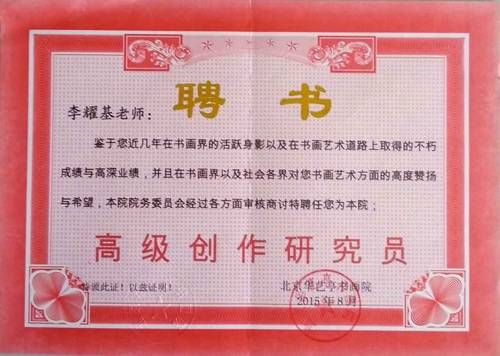 聘 书
李耀基老师：
鉴于您近几年在书画界的活跃身影以及在书画艺术道路上取得的不朽
成绩与高深业绩，并且在书画界以及社会各界对您书画艺术方面的高度赞扬
与希望，本院院务委员会经过各方面审核商讨特聘任您为本院；
高级创作研究员
特颁此证！以兹证明！
北京华艺亭书画院
2015年8月